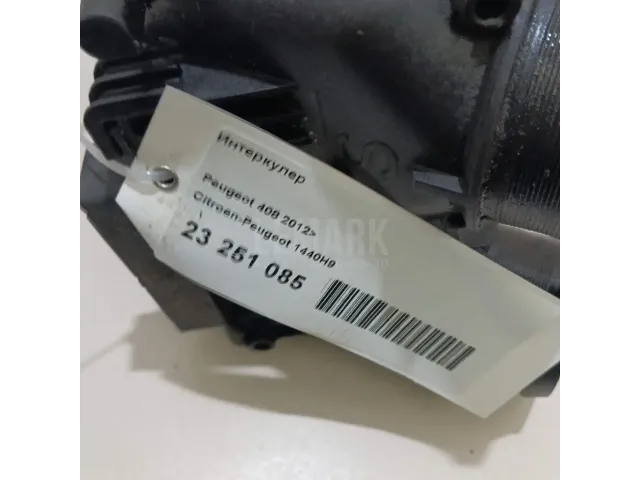 Интеркулер
Peugeot 408 2012>
Citroen-Peugeot 1440H9
23 251 085